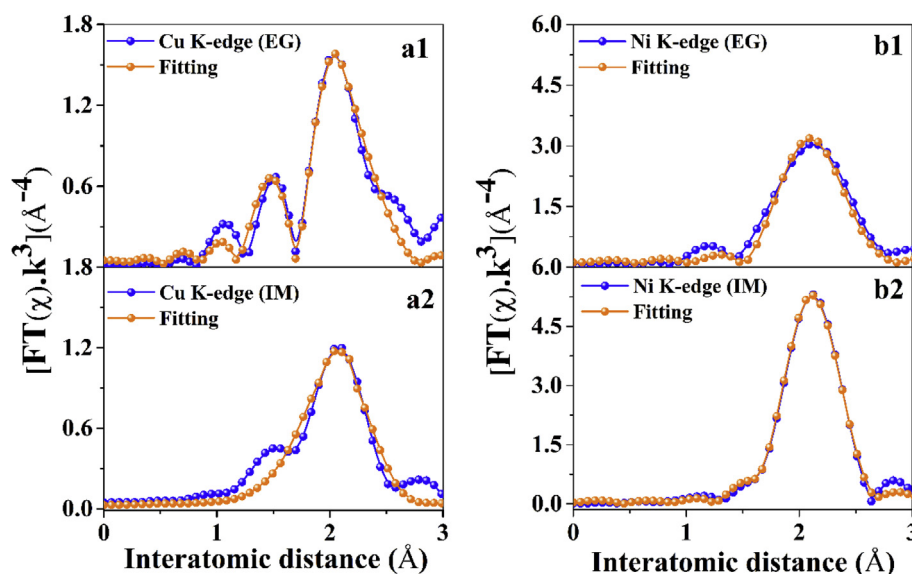 1.8
Cu K-edge (EG)
Fitting
a1
1.2
0.6
1.8
Cu K-edge (IM)
Fitting
a2
1.2
0.6
0.0
0 1 2 3
Interatomic distance (Å)
[FT(χ).k³](Å⁻⁴)
6.0
Ni K-edge (EG)
Fitting
b1
4.5
3.0
1.5
6.0
Ni K-edge (IM)
Fitting
b2
4.5
3.0
1.5
0.0
0 1 2 3
Interatomic distance (Å)
[FT(χ).k³](Å⁻⁴)